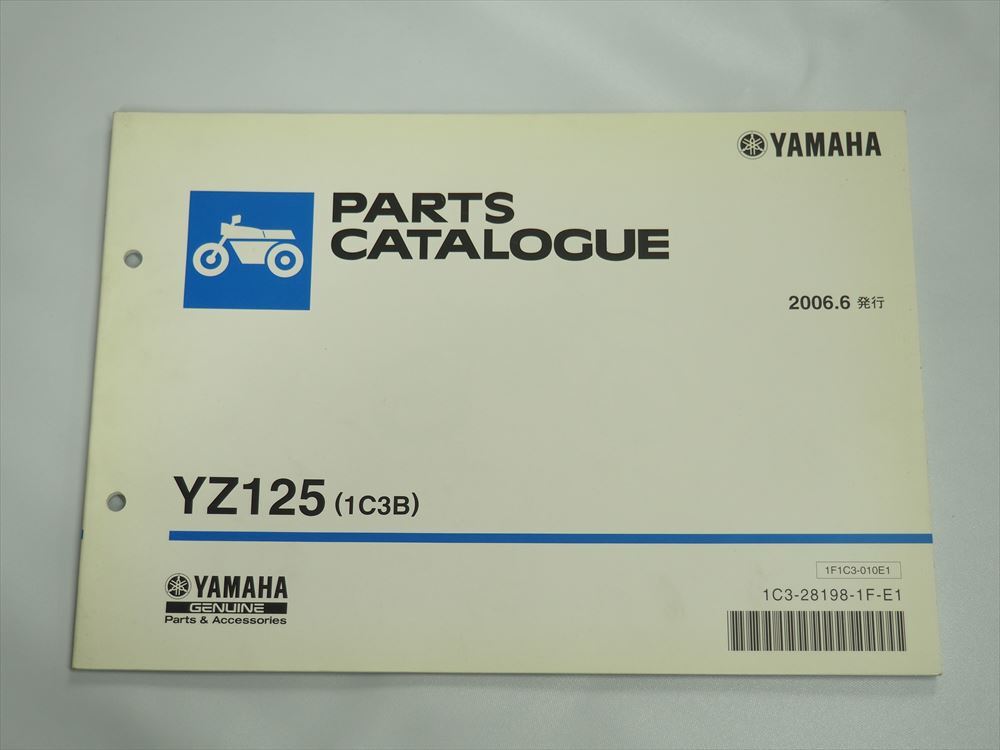 YAMAHA
PARTS
CATALOGUE
2006.6 発行
YZ125 (1C3B)
YAMAHA
GENUINE
Parts & Accessories
1F1C3-010E1
1C3-28198-1F-E1